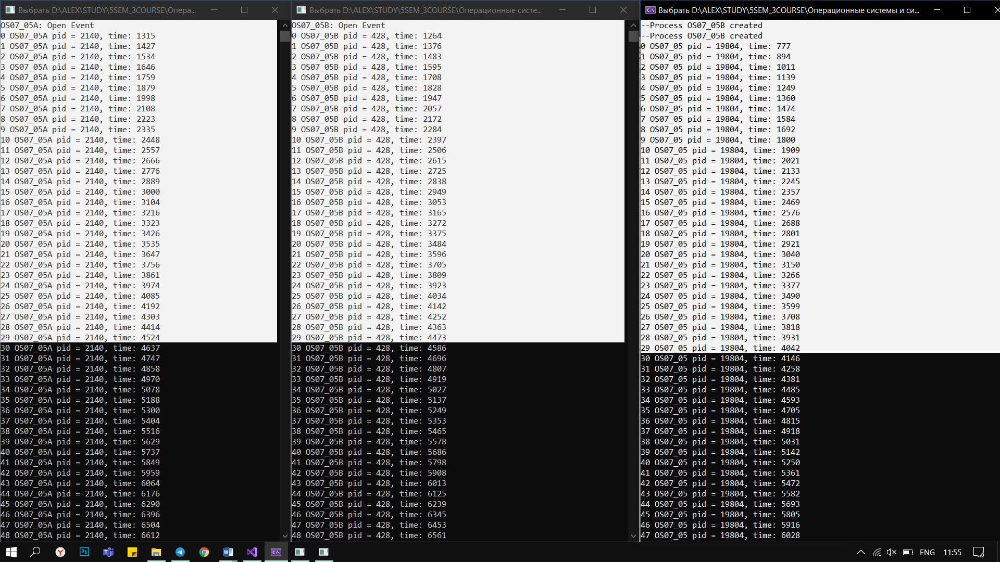 Выбрать D:\ALEX\STUDY\5SEM_3COURSE\Опера...
OS07_05A: Open Event
0 OS07_05A pid = 2140, time: 1315
1 OS07_05A pid = 2140, time: 1427
2 OS07_05A pid = 2140, time: 1534
3 OS07_05A pid = 2140, time: 1646
4 OS07_05A pid = 2140, time: 1759
5 OS07_05A pid = 2140, time: 1879
6 OS07_05A pid = 2140, time: 1998
7 OS07_05A pid = 2140, time: 2108
8 OS07_05A pid = 2140, time: 2223
9 OS07_05A pid = 2140, time: 2335
10 OS07_05A pid = 2140, time: 2448
11 OS07_05A pid = 2140, time: 2557
12 OS07_05A pid = 2140, time: 2666
13 OS07_05A pid = 2140, time: 2776
14 OS07_05A pid = 2140, time: 2889
15 OS07_05A pid = 2140, time: 3000
16 OS07_05A pid = 2140, time: 3104
17 OS07_05A pid = 2140, time: 3216
18 OS07_05A pid = 2140, time: 3323
19 OS07_05A pid = 2140, time: 3426
20 OS07_05A pid = 2140, time: 3535
21 OS07_05A pid = 2140, time: 3647
22 OS07_05A pid = 2140, time: 3756
23 OS07_05A pid = 2140, time: 3861
24 OS07_05A pid = 2140, time: 3974
25 OS07_05A pid = 2140, time: 4085
26 OS07_05A pid = 2140, time: 4192
27 OS07_05A pid = 2140, time: 4303
28 OS07_05A pid = 2140, time: 4414
29 OS07_05A pid = 2140, time: 4524
30 OS07_05A pid = 2140, time: 4637
31 OS07_05A pid = 2140, time: 4747
32 OS07_05A pid = 2140, time: 4858
33 OS07_05A pid = 2140, time: 4970
34 OS07_05A pid = 2140, time: 5078
35 OS07_05A pid = 2140, time: 5188
36 OS07_05A pid = 2140, time: 5300
37 OS07_05A pid = 2140, time: 5404
38 OS07_05A pid = 2140, time: 5516
39 OS07_05A pid = 2140, time: 5629
40 OS07_05A pid = 2140, time: 5737
41 OS07_05A pid = 2140, time: 5849
42 OS07_05A pid = 2140, time: 5959
43 OS07_05A pid = 2140, time: 6064
44 OS07_05A pid = 2140, time: 6176
45 OS07_05A pid = 2140, time: 6290
46 OS07_05A pid = 2140, time: 6396
47 OS07_05A pid = 2140, time: 6504
48 OS07_05A pid = 2140, time: 6612
Выбрать D:\ALEX\STUDY\5SEM_3COURSE\Операционные систе...
OS07_05B: Open Event
0 OS07_05B pid = 428, time: 1264
1 OS07_05B pid = 428, time: 1376
2 OS07_05B pid = 428, time: 1483
3 OS07_05B pid = 428, time: 1595
4 OS07_05B pid = 428, time: 1708
5 OS07_05B pid = 428, time: 1828
6 OS07_05B pid = 428, time: 1947
7 OS07_05B pid = 428, time: 2057
8 OS07_05B pid = 428, time: 2172
9 OS07_05B pid = 428, time: 2284
10 OS07_05B pid = 428, time: 2397
11 OS07_05B pid = 428, time: 2506
12 OS07_05B pid = 428, time: 2615
13 OS07_05B pid = 428, time: 2725
14 OS07_05B pid = 428, time: 2838
15 OS07_05B pid = 428, time: 2949
16 OS07_05B pid = 428, time: 3053
17 OS07_05B pid = 428, time: 3165
18 OS07_05B pid = 428, time: 3272
19 OS07_05B pid = 428, time: 3375
20 OS07_05B pid = 428, time: 3484
21 OS07_05B pid = 428, time: 3596
22 OS07_05B pid = 428, time: 3705
23 OS07_05B pid = 428, time: 3809
24 OS07_05B pid = 428, time: 3923
25 OS07_05B pid = 428, time: 4034
26 OS07_05B pid = 428, time: 4142
27 OS07_05B pid = 428, time: 4252
28 OS07_05B pid = 428, time: 4363
29 OS07_05B pid = 428, time: 4473
30 OS07_05B pid = 428, time: 4586
31 OS07_05B pid = 428, time: 4696
32 OS07_05B pid = 428, time: 4807
33 OS07_05B pid = 428, time: 4919
34 OS07_05B pid = 428, time: 5027
35 OS07_05B pid = 428, time: 5137
36 OS07_05B pid = 428, time: 5249
37 OS07_05B pid = 428, time: 5353
38 OS07_05B pid = 428, time: 5465
39 OS07_05B pid = 428, time: 5578
40 OS07_05B pid = 428, time: 5686
41 OS07_05B pid = 428, time: 5798
42 OS07_05B pid = 428, time: 5908
43 OS07_05B pid = 428, time: 6013
44 OS07_05B pid = 428, time: 6125
45 OS07_05B pid = 428, time: 6239
46 OS07_05B pid = 428, time: 6345
47 OS07_05B pid = 428, time: 6453
48 OS07_05B pid = 428, time: 6561
Выбрать D:\ALEX\STUDY\5SEM_3COURSE\Операционные системы и си...
--Process OS07_05B created
--Process OS07_05B created
0 OS07_05 pid = 19804, time: 777
1 OS07_05 pid = 19804, time: 894
2 OS07_05 pid = 19804, time: 1011
3 OS07_05 pid = 19804, time: 1139
4 OS07_05 pid = 19804, time: 1249
5 OS07_05 pid = 19804, time: 1360
6 OS07_05 pid = 19804, time: 1474
7 OS07_05 pid = 19804, time: 1584
8 OS07_05 pid = 19804, time: 1692
9 OS07_05 pid = 19804, time: 1800
10 OS07_05 pid = 19804, time: 1909
11 OS07_05 pid = 19804, time: 2021
12 OS07_05 pid = 19804, time: 2133
13 OS07_05 pid = 19804, time: 2245
14 OS07_05 pid = 19804, time: 2357
15 OS07_05 pid = 19804, time: 2469
16 OS07_05 pid = 19804, time: 2576
17 OS07_05 pid = 19804, time: 2688
18 OS07_05 pid = 19804, time: 2801
19 OS07_05 pid = 19804, time: 2921
20 OS07_05 pid = 19804, time: 3040
21 OS07_05 pid = 19804, time: 3150
22 OS07_05 pid = 19804, time: 3266
23 OS07_05 pid = 19804, time: 3377
24 OS07_05 pid = 19804, time: 3490
25 OS07_05 pid = 19804, time: 3599
26 OS07_05 pid = 19804, time: 3708
27 OS07_05 pid = 19804, time: 3818
28 OS07_05 pid = 19804, time: 3931
29 OS07_05 pid = 19804, time: 4042
30 OS07_05 pid = 19804, time: 4146
31 OS07_05 pid = 19804, time: 4258
32 OS07_05 pid = 19804, time: 4381
33 OS07_05 pid = 19804, time: 4485
34 OS07_05 pid = 19804, time: 4593
35 OS07_05 pid = 19804, time: 4705
36 OS07_05 pid = 19804, time: 4815
37 OS07_05 pid = 19804, time: 4918
38 OS07_05 pid = 19804, time: 5031
39 OS07_05 pid = 19804, time: 5142
40 OS07_05 pid = 19804, time: 5250
41 OS07_05 pid = 19804, time: 5361
42 OS07_05 pid = 19804, time: 5472
43 OS07_05 pid = 19804, time: 5582
44 OS07_05 pid = 19804, time: 5693
45 OS07_05 pid = 19804, time: 5805
46 OS07_05 pid = 19804, time: 5916
47 OS07_05 pid = 19804, time: 6028
ENG 11:55